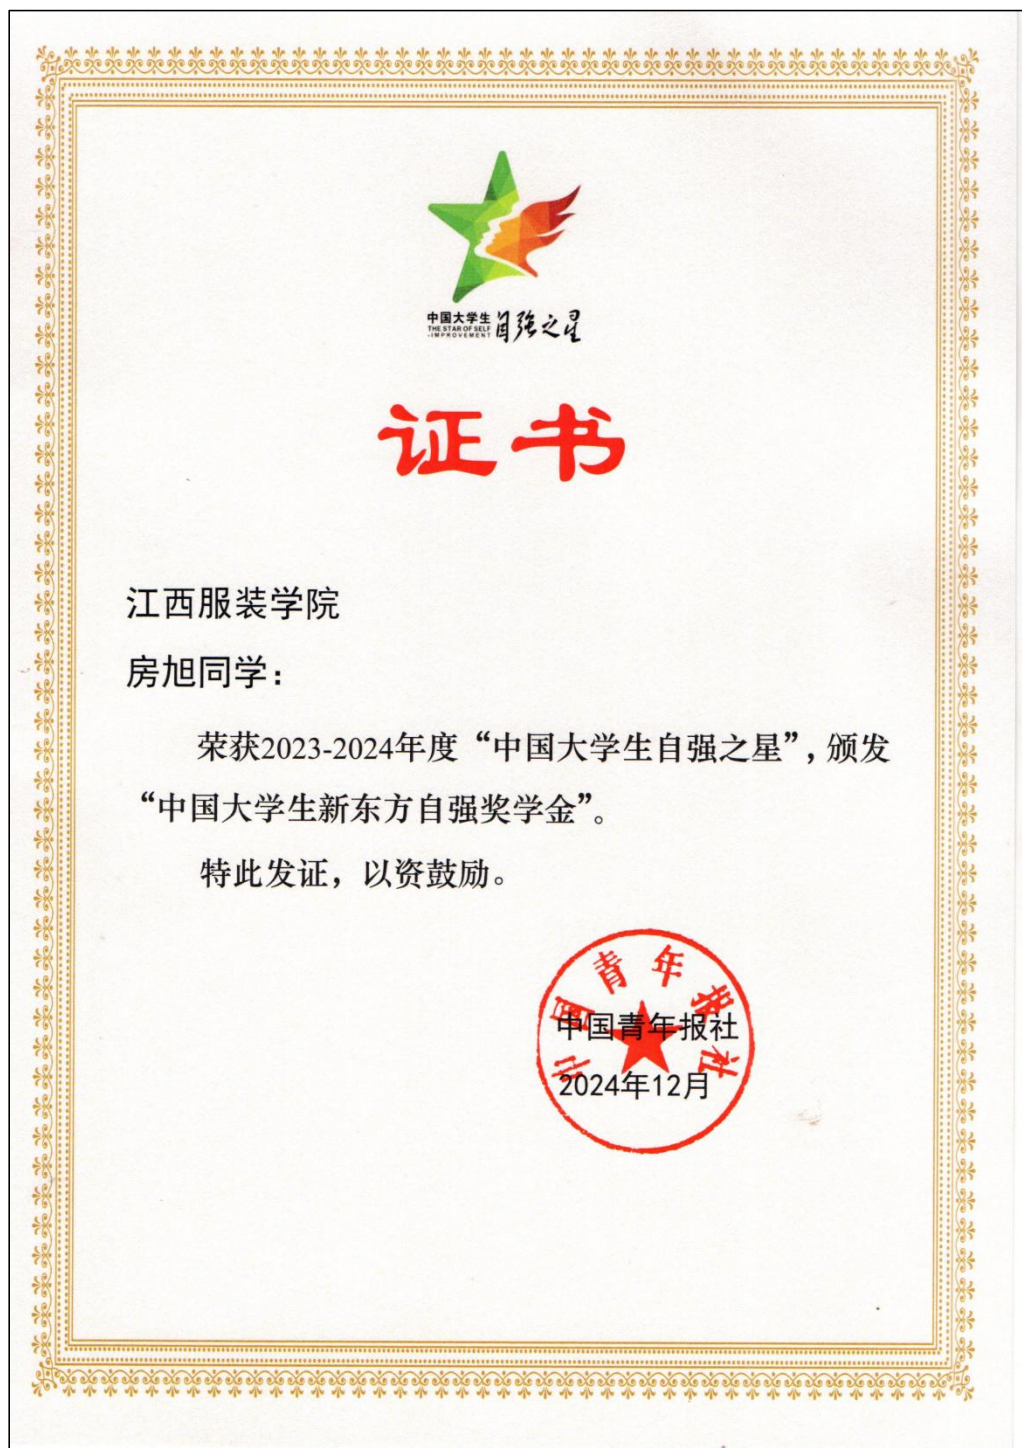 中国大学生
THE STAR OF SELF
-IMPROVEMENT
自强之星
证书
江西服装学院
房旭同学：
荣获2023-2024年度“中国大学生自强之星”，颁发
“中国大学生新东方自强奖学金”。
特此发证，以资鼓励。
中国青年报社
中国青年报社
2024年12月